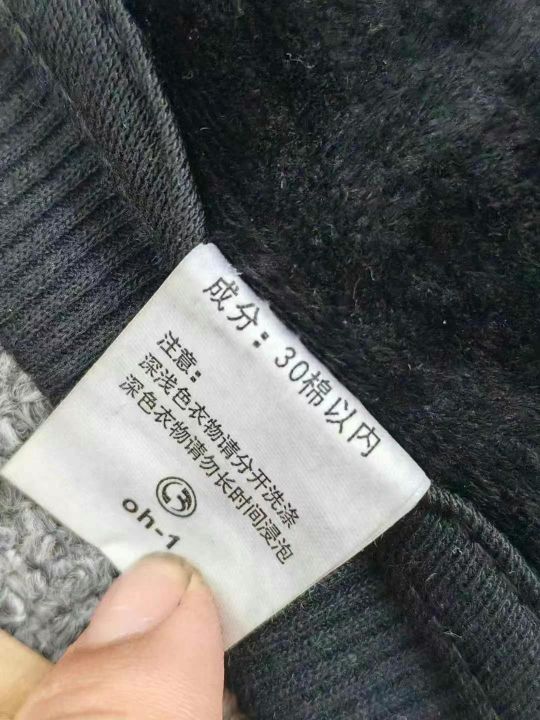 成分：30棉以内
注意：
深浅色衣物请分开洗涤
深色衣物请勿长时间浸泡
oh-1